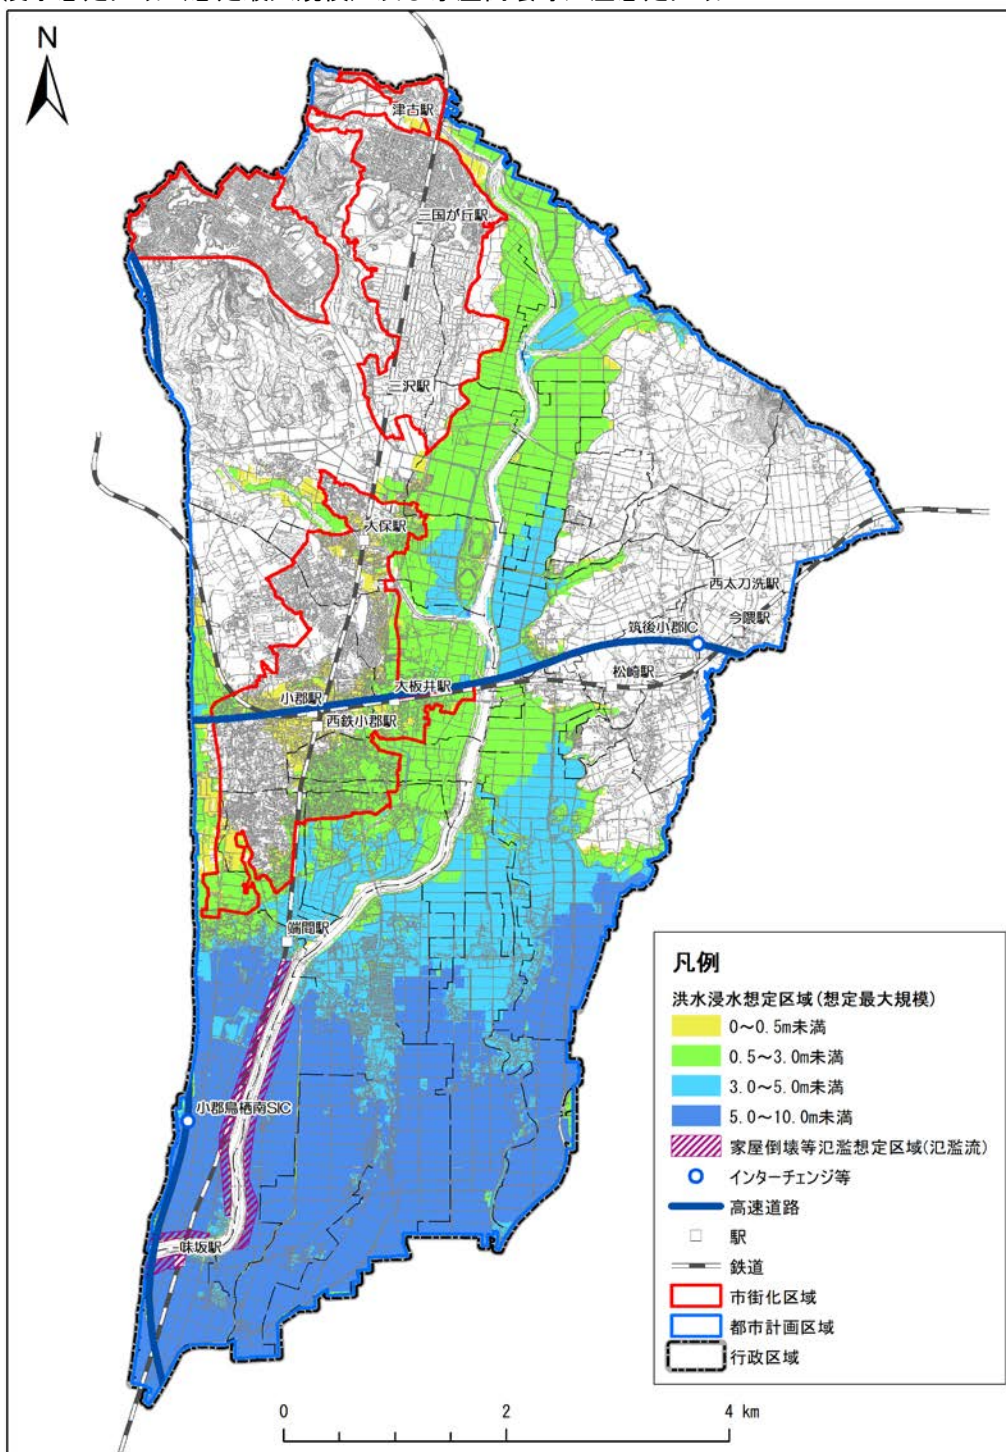 N
津古駅
三国が丘駅
三沢駅
大保駅
西太刀洗駅
今隈駅
筑後小郡IC
松崎駅
大板井駅
小郡駅
西鉄小郡駅
端間駅
小郡鳥栖南SIC
味坂駅
凡例
洪水浸水想定区域(想定最大規模)
0～0.5m未満
0.5～3.0m未満
3.0～5.0m未満
5.0～10.0m未満
家屋倒壊等氾濫想定区域(氾濫流)
インターチェンジ等
高速道路
駅
鉄道
市街化区域
都市計画区域
行政区域
0 2 4 km